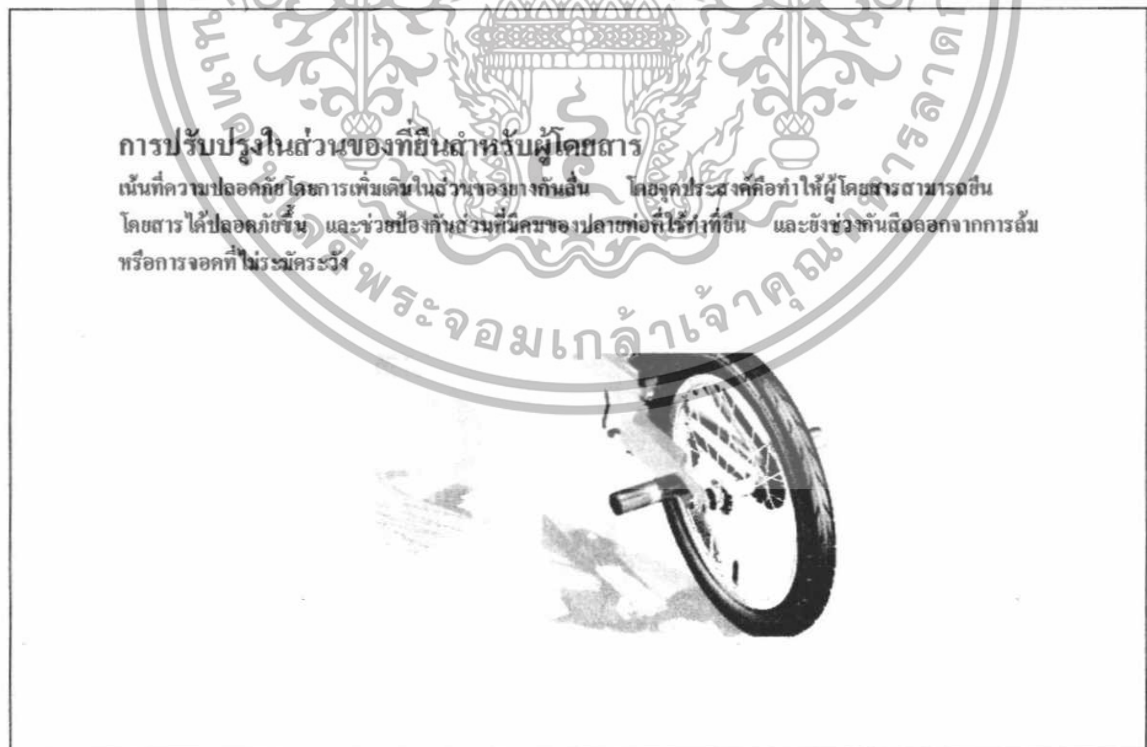 การปรับปรุงในส่วนของที่ยืนสำหรับผู้โดยสาร
เน้นที่ความปลอดภัยโดยการเพิ่มเติมในส่วนของยางกันลื่น โดยจุดประสงค์คือทำให้ผู้โดยสารสามารถยืน
โดยสารได้ปลอดภัยขึ้น และช่วยป้องกันส่วนที่มีคมของปลายท่อที่ใช้ทำที่ยืน และยังช่วงกันสีถลอกจากการล้ม
หรือการจอดที่ไม่ระมัดระวัง
พระจอมเกล้าเจ้าคุณทหารลาด